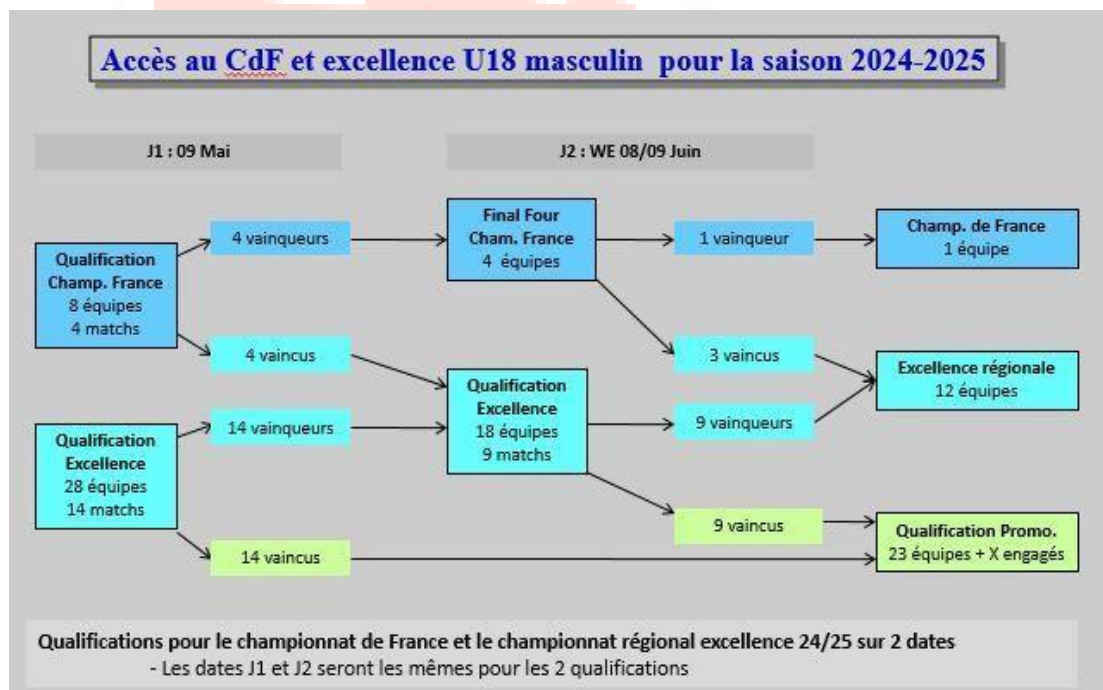 Accès au CdF et excellence U18 masculin pour la saison 2024-2025
J1 : 09 Mai
J2 : WE 08/09 Juin
Qualification
Champ. France
8 équipes
4 matchs
4 vainqueurs
4 vaincus
Final Four
Cham. France
4 équipes
1 vainqueur
Champ. de France
1 équipe
3 vaincus
Excellence régionale
12 équipes
Qualification
Excellence
28 équipes
14 matchs
14 vainqueurs
14 vaincus
Qualification
Excellence
18 équipes
9 matchs
9 vainqueurs
9 vaincus
Qualification Promo.
23 équipes + X engagés
Qualifications pour le championnat de France et le championnat régional excellence 24/25 sur 2 dates
- Les dates J1 et J2 seront les mêmes pour les 2 qualifications